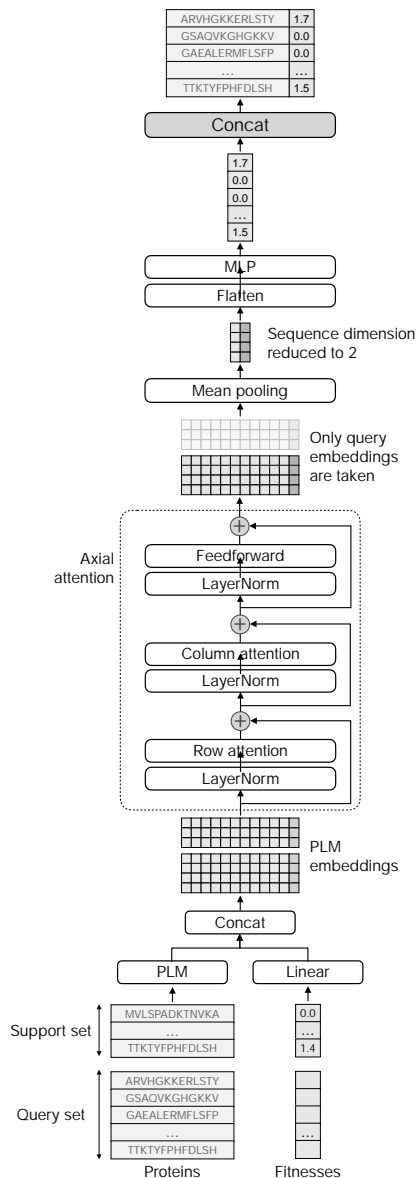 ARVHGKKERLSTY 1.7
GSAQVKGHGKKV 0.0
GAEALERMFLSFP 0.0
... ...
TTKTYFPHFDLSH 1.5
Concat
1.7
0.0
0.0
...
1.5
MLP
Flatten
Sequence dimension
reduced to 2
Mean pooling
Only query
embeddings
are taken
Axial
attention
+
Feedforward
LayerNorm
+
Column attention
LayerNorm
+
Row attention
LayerNorm
PLM
embeddings
Concat
PLM Linear
Support set
MVLSPADKTNVKA 0.0
... ...
TTKTYFPHFDLSH 1.4
Query set
ARVHGKKERLSTY
GSAQVKGHGKKV
GAEALERMFLSFP
... ...
TTKTYFPHFDLSH
Proteins Fitnesses